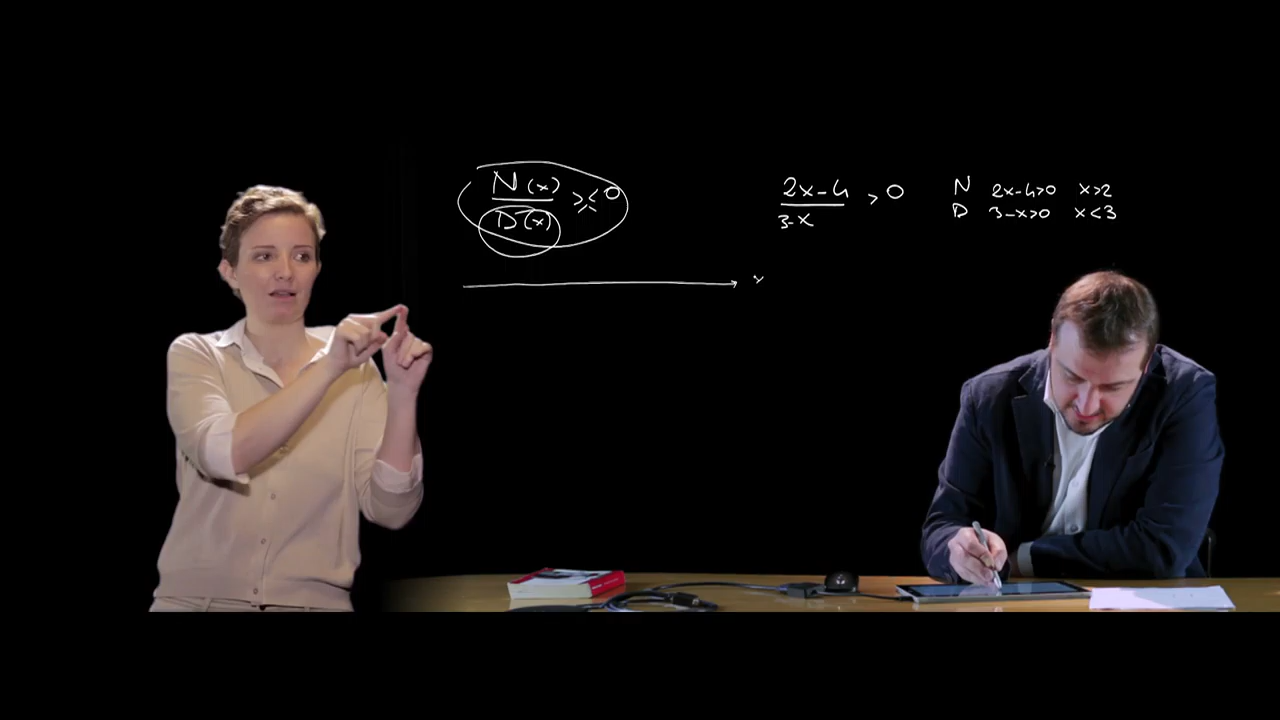 N(x)
D(x)
≥≤0
x
2x-4
3-x
>0
N 2x-4>0 x>2
D 3-x>0 x<3